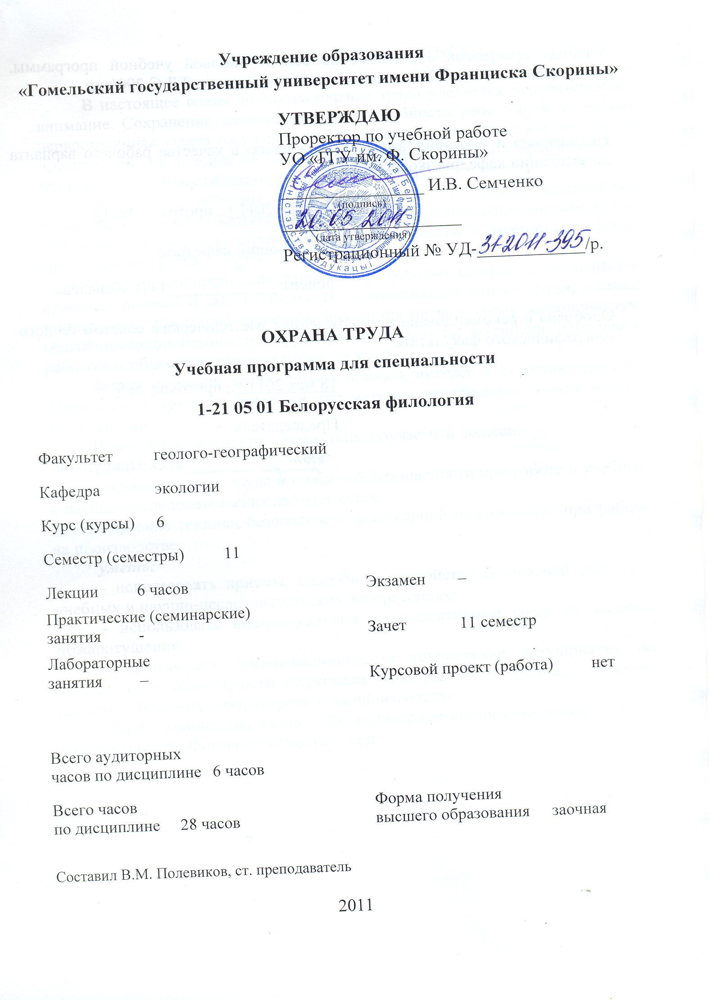 Учреждение образования
«Гомельский государственный университет имени Франциска Скорины»
УТВЕРЖДАЮ
Проректор по учебной работе
УО «ГГУ им. Ф. Скорины»
И.В. Семченко
(подпись)
20.05 2011
(дата утверждения)
Регистрационный № УД-31-2011-395/р.
Рэспубліка Беларусь
Міністэрства адукацыі
ОХРАНА ТРУДА
Учебная программа для специальности
1-21 05 01 Белорусская филология
Факультет геолого-географический
Кафедра экологии
Курс (курсы) 6
Семестр (семестры) 11
Лекции 6 часов
Экзамен –
Практические (семинарские)
занятия -
Зачет 11 семестр
Лабораторные
занятия –
Курсовой проект (работа) нет
Всего аудиторных
часов по дисциплине 6 часов
Всего часов
по дисциплине 28 часов
Форма получения
высшего образования заочная
Составил В.М. Полевиков, ст. преподаватель
2011